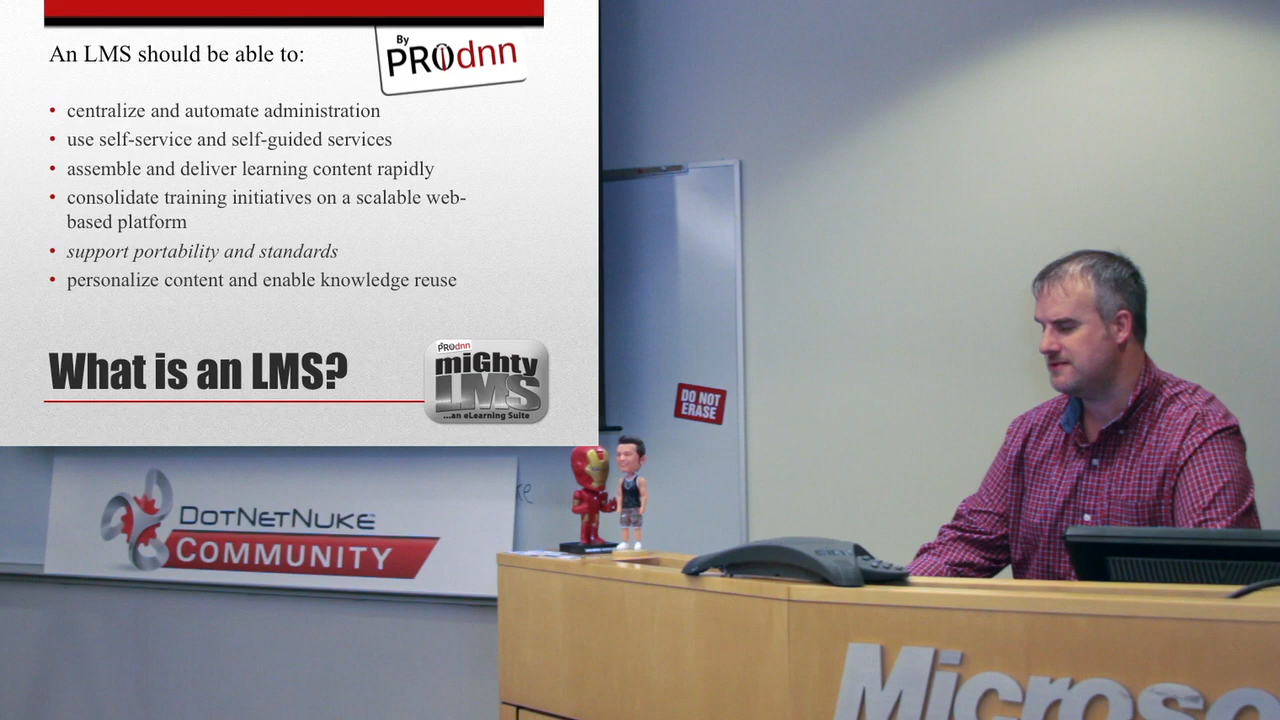 An LMS should be able to:
By
PROdnn
• centralize and automate administration
• use self-service and self-guided services
• assemble and deliver learning content rapidly
• consolidate training initiatives on a scalable web-
based platform
• support portability and standards
• personalize content and enable knowledge reuse
What is an LMS?
PROdnn
miGhty
LMS
...an eLearning Suite
DO NOT
ERASE
DOTNETNUKE
COMMUNITY
Microso